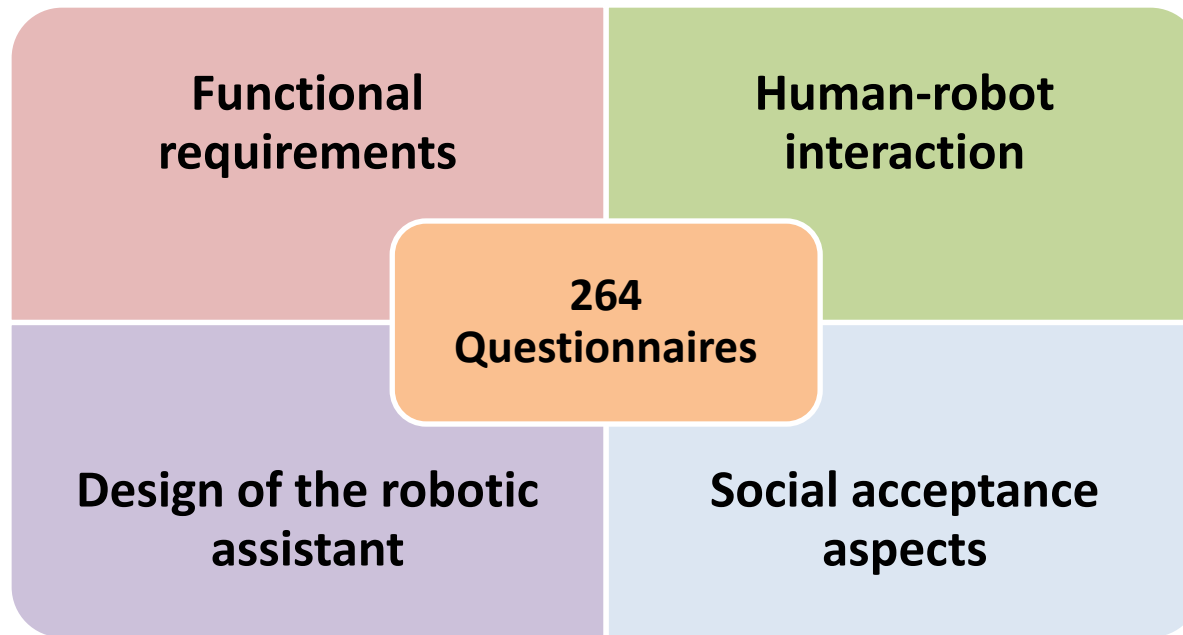 Functional
requirements
Human-robot
interaction
264
Questionnaires
Design of the robotic
assistant
Social acceptance
aspects